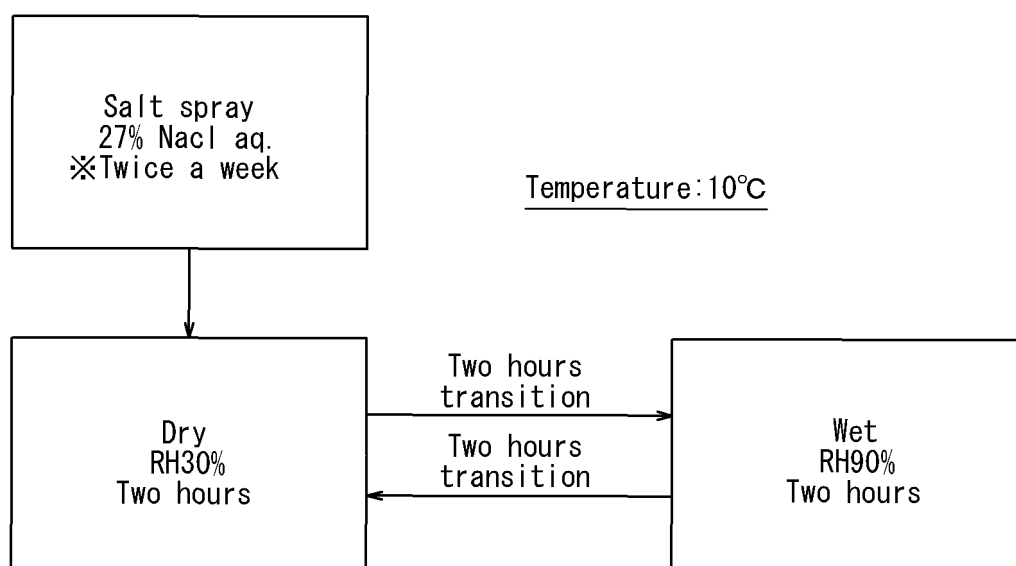 Salt spray
27% Nacl aq.
※Twice a week
Temperature:10℃
Two hours
transition
Dry
RH30%
Two hours
Two hours
transition
Wet
RH90%
Two hours